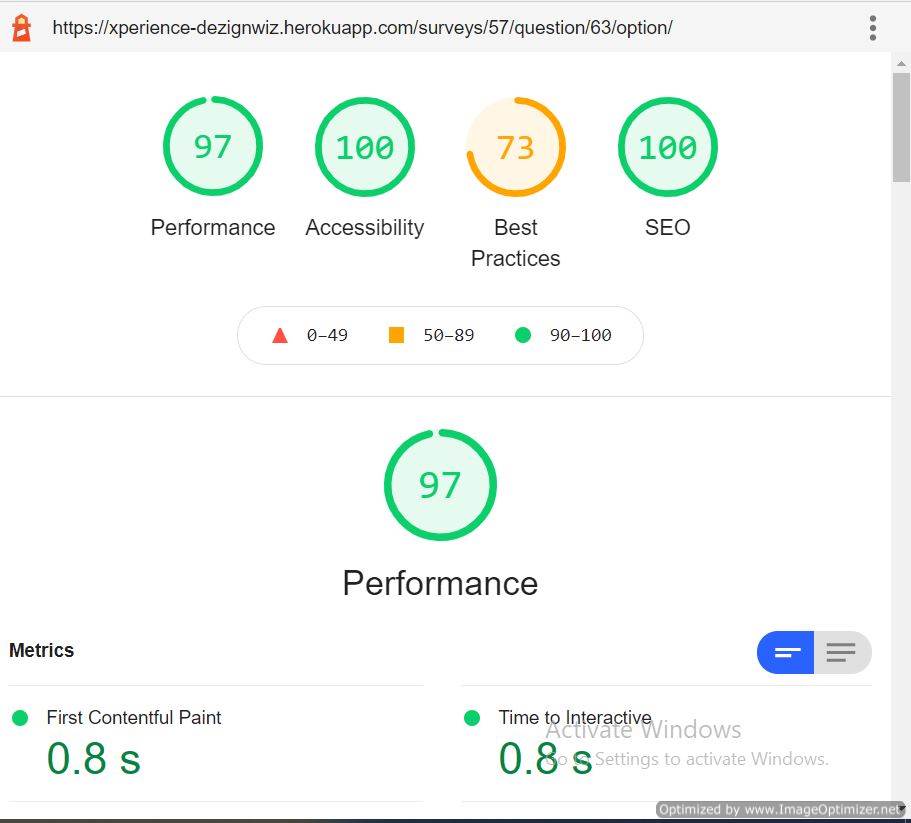 https://xperience-dezignwiz.herokuapp.com/surveys/57/question/63/option/
97 100 73 100
Performance Accessibility Best Practices SEO
0–49 50–89 90–100
97
Performance
Metrics
First Contentful Paint
0.8 s
Time to Interactive
0.8 s
Activate Windows
Go to Settings to activate Windows.
Optimized by www.ImageOptimizer.net